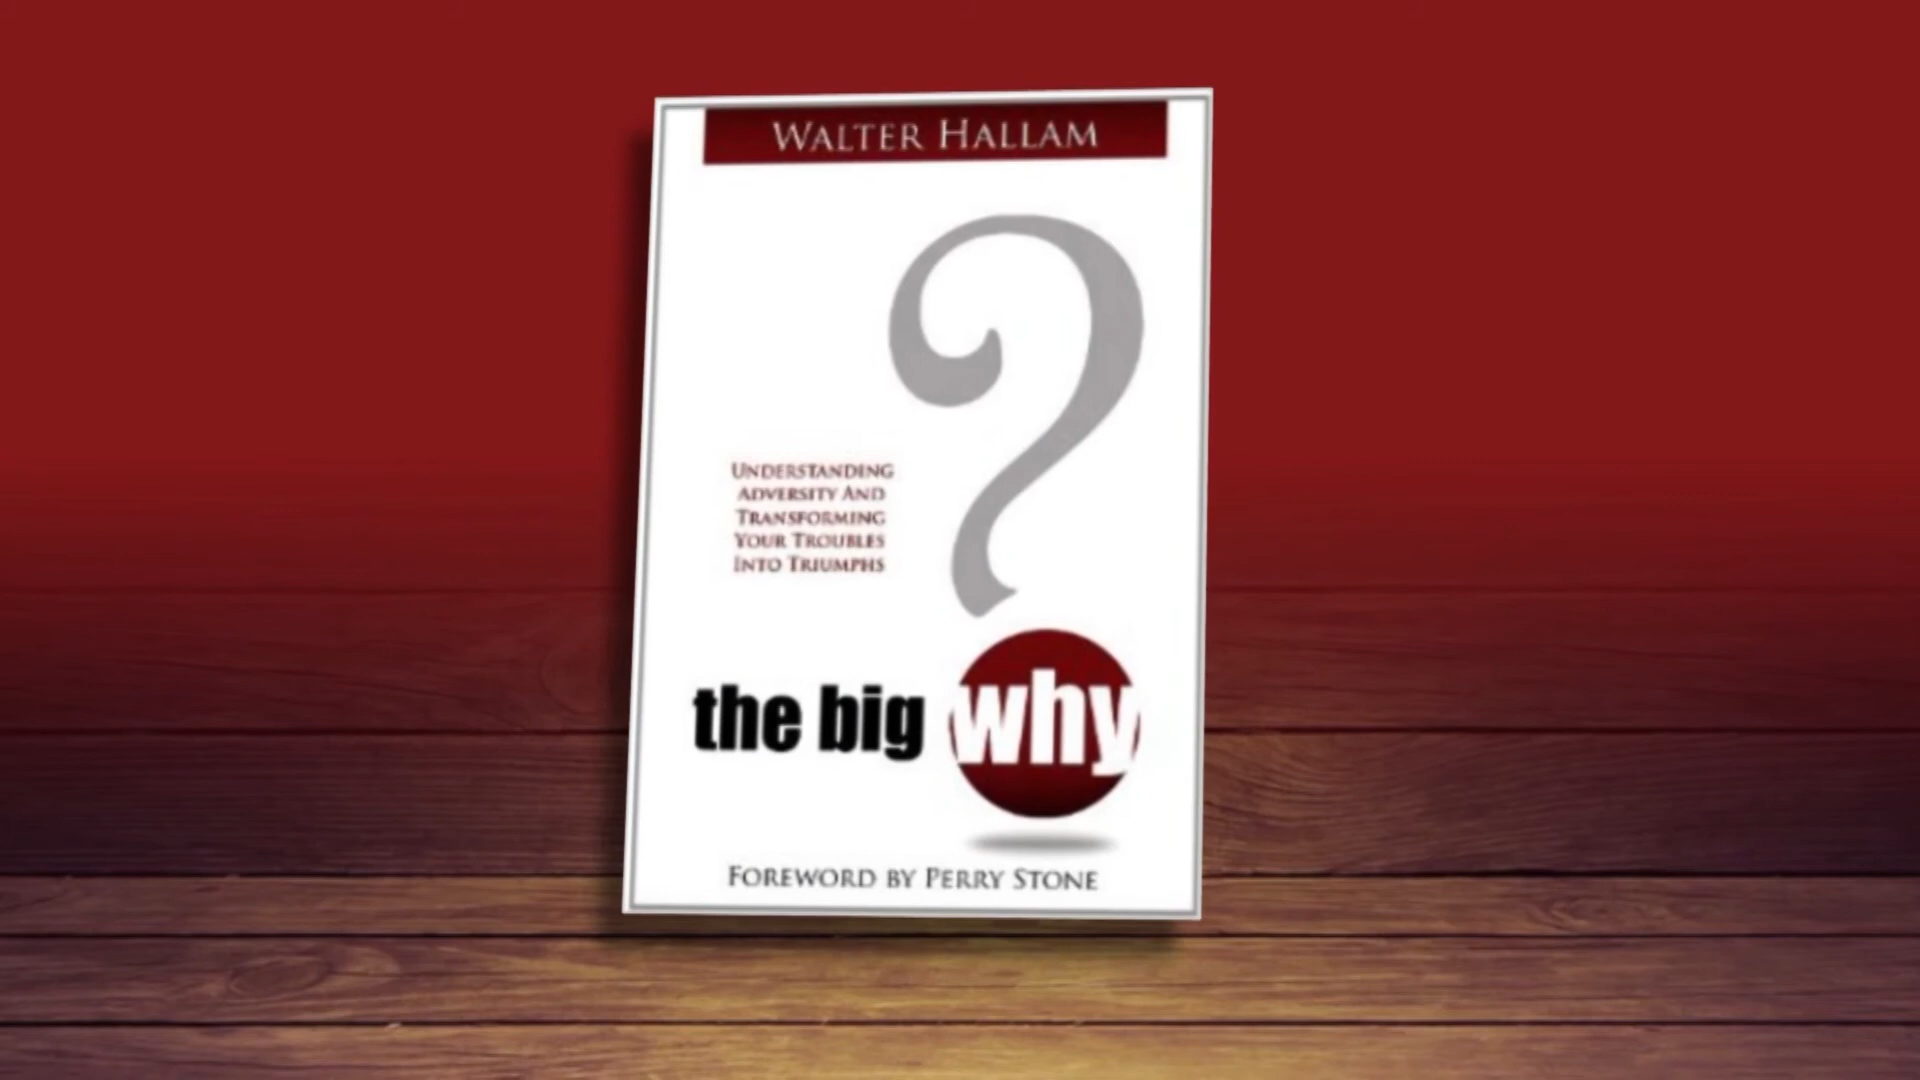 WALTER HALLAM
?
UNDERSTANDING
ADVERSITY AND
TRANSFORMING
YOUR TROUBLES
INTO TRIUMPHS
the big why
FOREWORD BY PERRY STONE